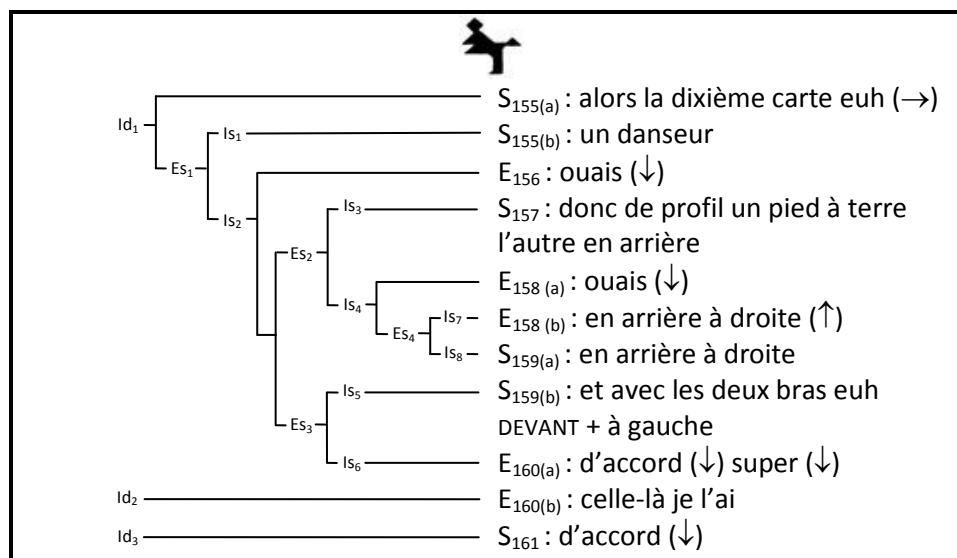 S155(a) : alors la dixième carte euh (→)
Id1
Is1
S155(b) : un danseur
Es1
E156 : ouais (↓)
Is2
Is3
S157 : donc de profil un pied à terre
l’autre en arrière
Es2
Is4
E158 (a) : ouais (↓)
Is7
E158 (b) : en arrière à droite (↑)
Es4
Is8
S159(a) : en arrière à droite
Is5
S159(b) : et avec les deux bras euh
DEVANT + à gauche
Es3
Is6
E160(a) : d’accord (↓) super (↓)
Id2
E160(b) : celle-là je l’ai
Id3
S161 : d’accord (↓)